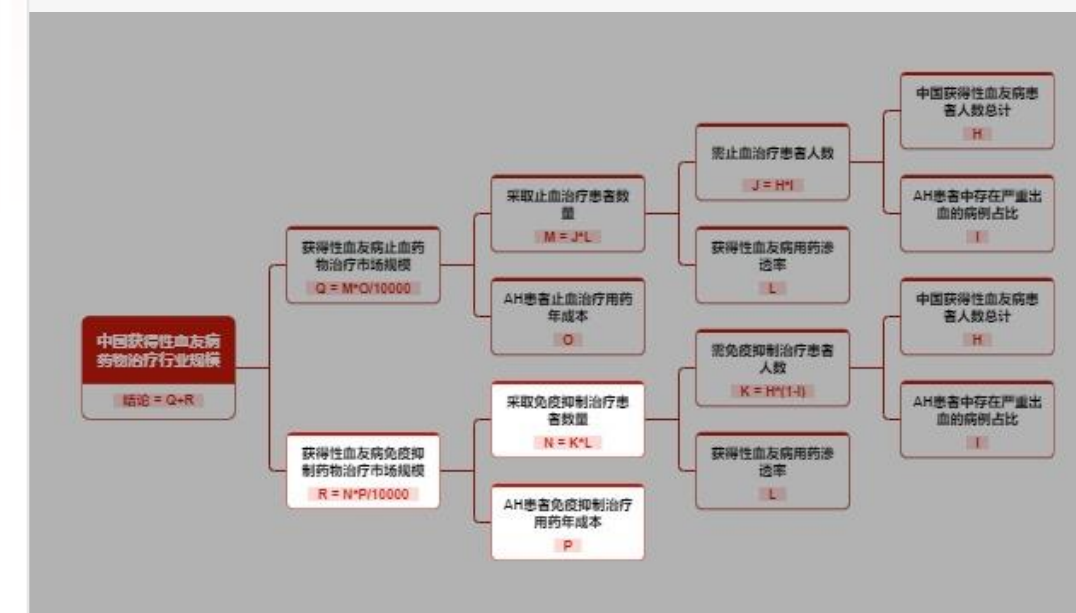 中国获得性血友病
药物治疗行业规模
结论 = Q+R
获得性血友病止血药
物治疗市场规模
Q = M*O/10000
获得性血友病免疫抑
制药物治疗市场规模
R = N*P/10000
采取止血治疗患者数
量
M = J*L
AH患者止血治疗用药
年成本
O
采取免疫抑制治疗患
者数量
N = K*L
AH患者免疫抑制治疗
用药年成本
P
需止血治疗患者人数
J = H*I
获得性血友病用药渗
透率
L
需免疫抑制治疗患者
人数
K = H*(1-I)
获得性血友病用药渗
透率
L
中国获得性血友病患
者人数总计
H
AH患者中存在严重出
血的病例占比
I
中国获得性血友病患
者人数总计
H
AH患者中存在严重出
血的病例占比
I